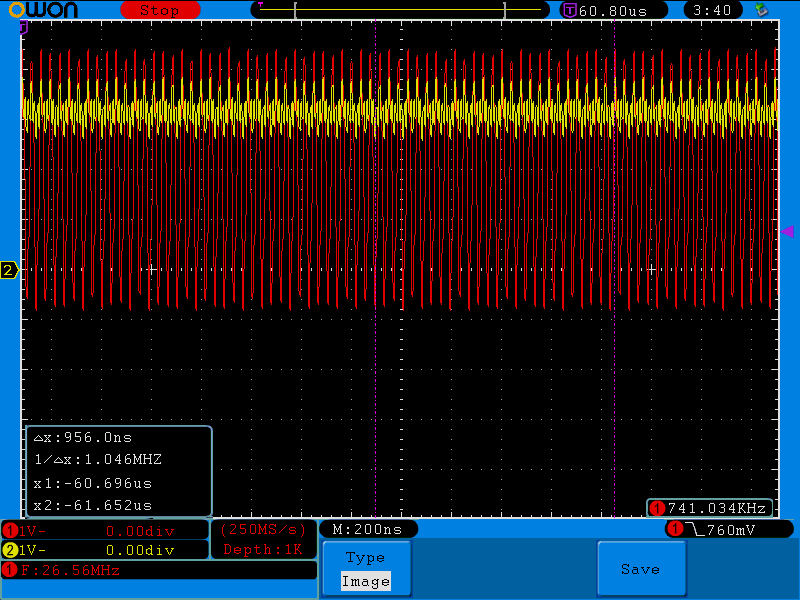 owon Stop T 60.80us 3:40
2
△x:956.0ns
1/△x:1.046MHZ
x1:-60.696us
x2:-61.652us
1 741.034KHz
1 1V- 0.00div (250MS/s) M:200ns 1 760mV
2 1V- 0.00div Depth:1K
1 F:26.56MHz
Type
Image
Save